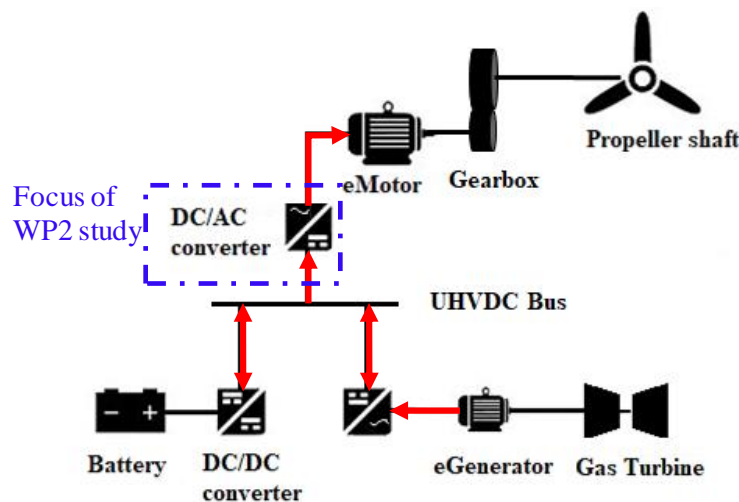 Propeller shaft
eMotor
Gearbox
Focus of
WP2 study
DC/AC
converter
UHVDC Bus
Battery
DC/DC
converter
eGenerator
Gas Turbine